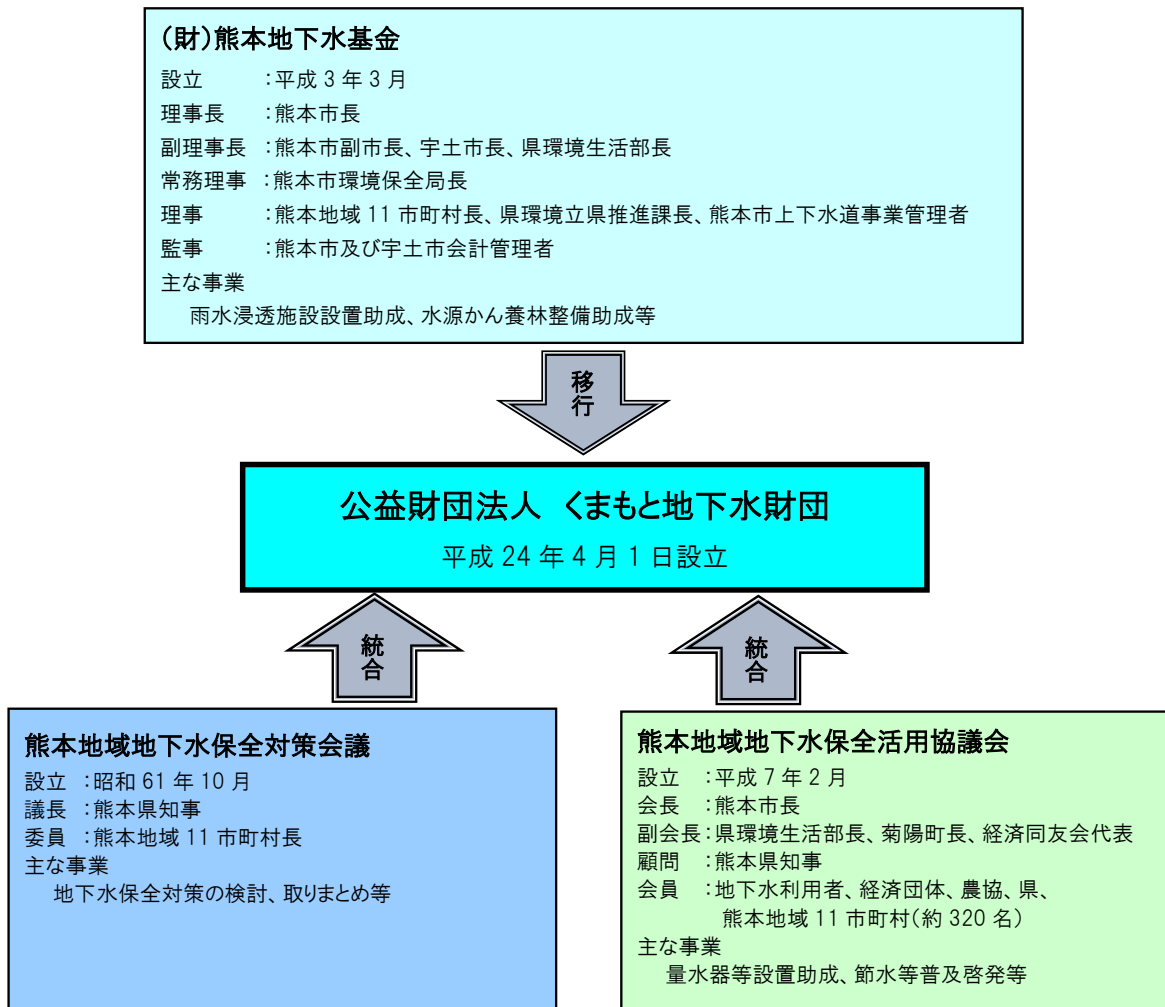 （財）熊本地下水基金
設立　　：平成3年3月
理事長　：熊本市長
副理事長：熊本市副市長、宇土市長、県環境生活部長
常務理事：熊本市環境保全局長
理事　　：熊本地域11市町村長、県環境立県推進課長、熊本市上下水道事業管理者
監事　　：熊本市及び宇土市会計管理者
主な事業
雨水浸透施設設置助成、水源かん養林整備助成等
移行
公益財団法人　くまもと地下水財団
平成24年4月1日設立
統合
統合
熊本地域地下水保全対策会議
設立：昭和61年10月
議長：熊本県知事
委員：熊本地域11市町村長
主な事業
地下水保全対策の検討、取りまとめ等
熊本地域地下水保全活用協議会
設立　：平成7年2月
会長　：熊本市長
副会長：県環境生活部長、菊陽町長、経済同友会代表
顧問　：熊本県知事
会員　：地下水利用者、経済団体、農協、県、
熊本地域11市町村（約320名）
主な事業
量水器等設置助成、節水等普及啓発等